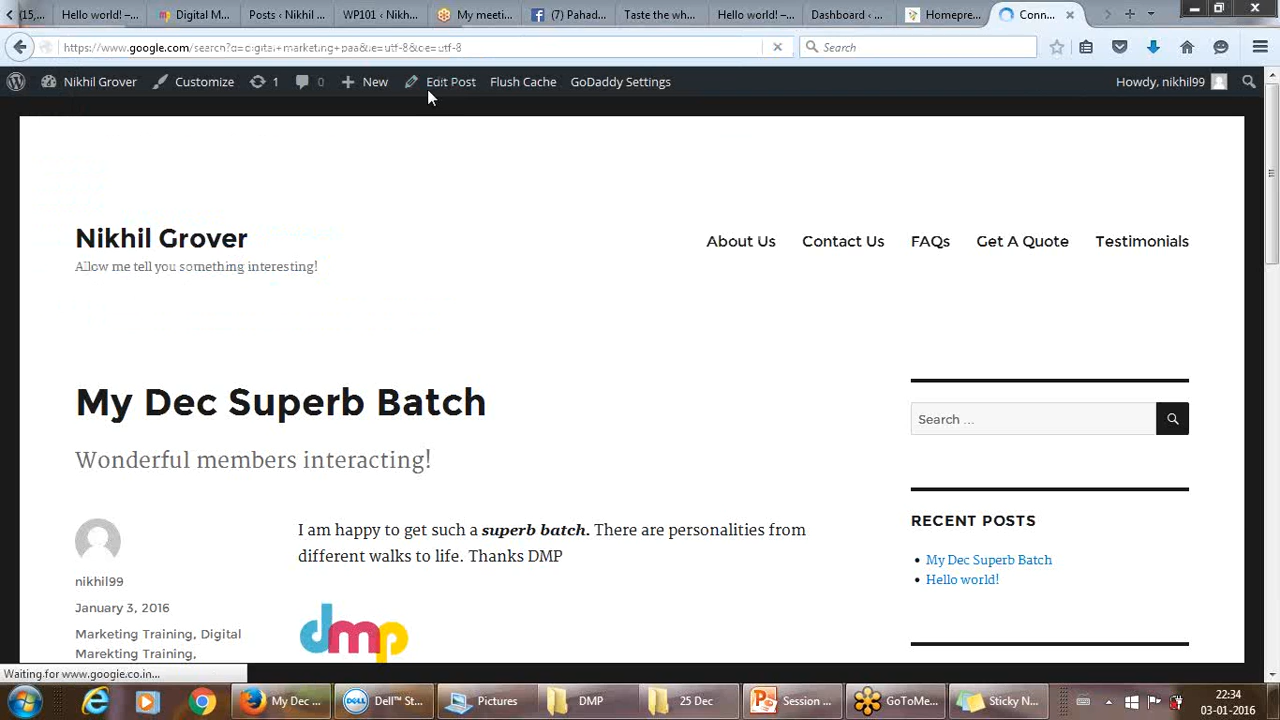 (15,...
Hello world! –...
Digital M...
Posts ‹ Nikhil ...
WP101 ‹ Nikh...
My meeti...
(7) Pahad...
Taste the wh...
Hello world! –...
Dashboard ‹ ...
Homepre...
Conn...
https://www.google.com/search?q=digital+marketing+paa&ie=utf-8&oe=utf-8
Search
Nikhil Grover
Customize
1
0
New
Edit Post
Flush Cache
GoDaddy Settings
Howdy, nikhil99
Nikhil Grover
Allow me tell you something interesting!
About Us
Contact Us
FAQs
Get A Quote
Testimonials
My Dec Superb Batch
Wonderful members interacting!
Search ...
I am happy to get such a superb batch. There are personalities from
different walks to life. Thanks DMP
RECENT POSTS
My Dec Superb Batch
Hello world!
nikhil99
January 3, 2016
Marketing Training, Digital
Marekting Training,
dmp
Waiting for www.google.co.in...
My Dec ...
DELL
Dell™ St...
Pictures
DMP
25 Dec
Session ...
GoToMe...
Sticky N...
22:34
03-01-2016